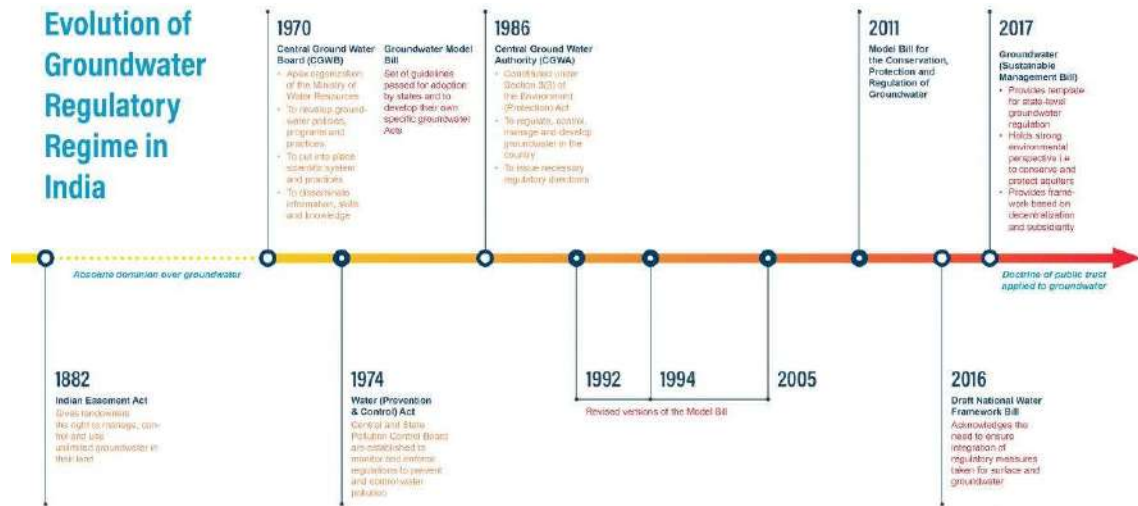 Evolution of
Groundwater
Regulatory
Regime in
India
1970
Central Ground Water
Board (CGWB)
• Apex organization
of the Ministry of
Water Resources
• To develop ground-
water policies,
programs and
practices
• To put into place
scientific system
and practices
• To disseminate
information, skills
and knowledge
Groundwater Model
Bill
Set of guidelines
passed for adoption
by states and to
develop their own
specific groundwater
Acts
1986
Central Ground Water
Authority (CGWA)
• Constituted under
Section 3(3) of
the Environment
(Protection) Act
• To regulate, control,
manage and develop
groundwater in the
country
• To issue necessary
regulatory directions
2011
Model Bill for
the Conservation,
Protection and
Regulation of
Groundwater
2017
Groundwater
(Sustainable
Management Bill)
• Provides template
for state-level
groundwater
regulation
• Holds strong
environmental
perspective i.e
to conserve and
protect aquifers
• Provides frame-
work based on
decentralization
and subsidiarity
Absolute dominion over groundwater
Doctrine of public trust
applied to groundwater
1882
Indian Easement Act
Gives landowners
the right to manage, con-
trol and use
unlimited groundwater in
their land
1974
Water (Prevention
& Control) Act
Central and State
Pollution Control Board
are established to
monitor and enforce
regulations to prevent
and control water
pollution
1992
1994
2005
Revised versions of the Model Bill
2016
Draft National Water
Framework Bill
Acknowledges the
need to ensure
integration of
regulatory measures
taken for surface and
groundwater